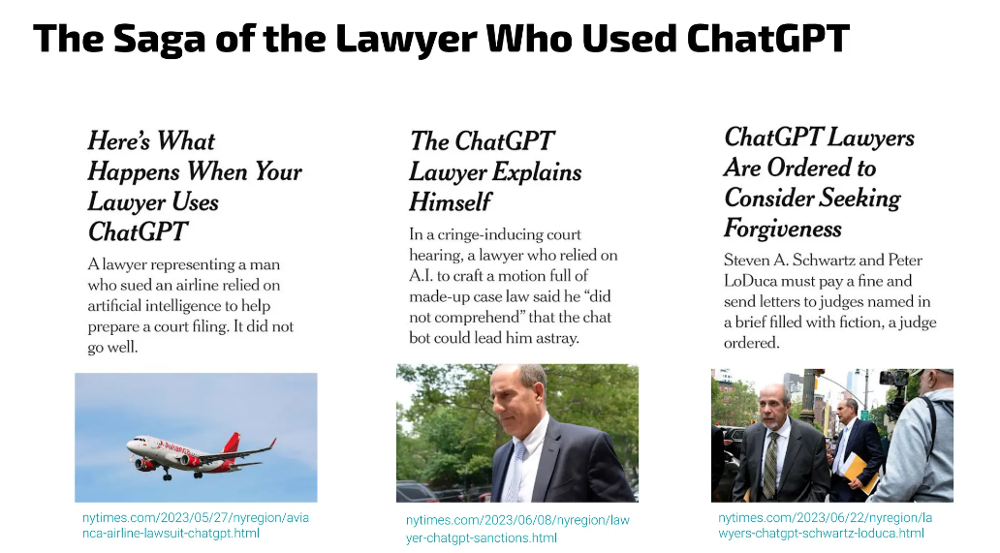 The Saga of the Lawyer Who Used ChatGPT
Here's What
Happens When Your
Lawyer Uses
ChatGPT
A lawyer representing a man
who sued an airline relied on
artificial intelligence to help
prepare a court filing. It did not
go well.
Avianca
nytimes.com/2023/05/27/nyregion/avia
nca-airline-lawsuit-chatgpt.html
The ChatGPT
Lawyer Explains
Himself
In a cringe-inducing court
hearing, a lawyer who relied on
A.I. to craft a motion full of
made-up case law said he “did
not comprehend” that the chat
bot could lead him astray.
nytimes.com/2023/06/08/nyregion/law
yer-chatgpt-sanctions.html
ChatGPT Lawyers
Are Ordered to
Consider Seeking
Forgiveness
Steven A. Schwartz and Peter
LoDuca must pay a fine and
send letters to judges named in
a brief filled with fiction, a judge
ordered.
nytimes.com/2023/06/22/nyregion/la
wyers-chatgpt-schwartz-loduca.html